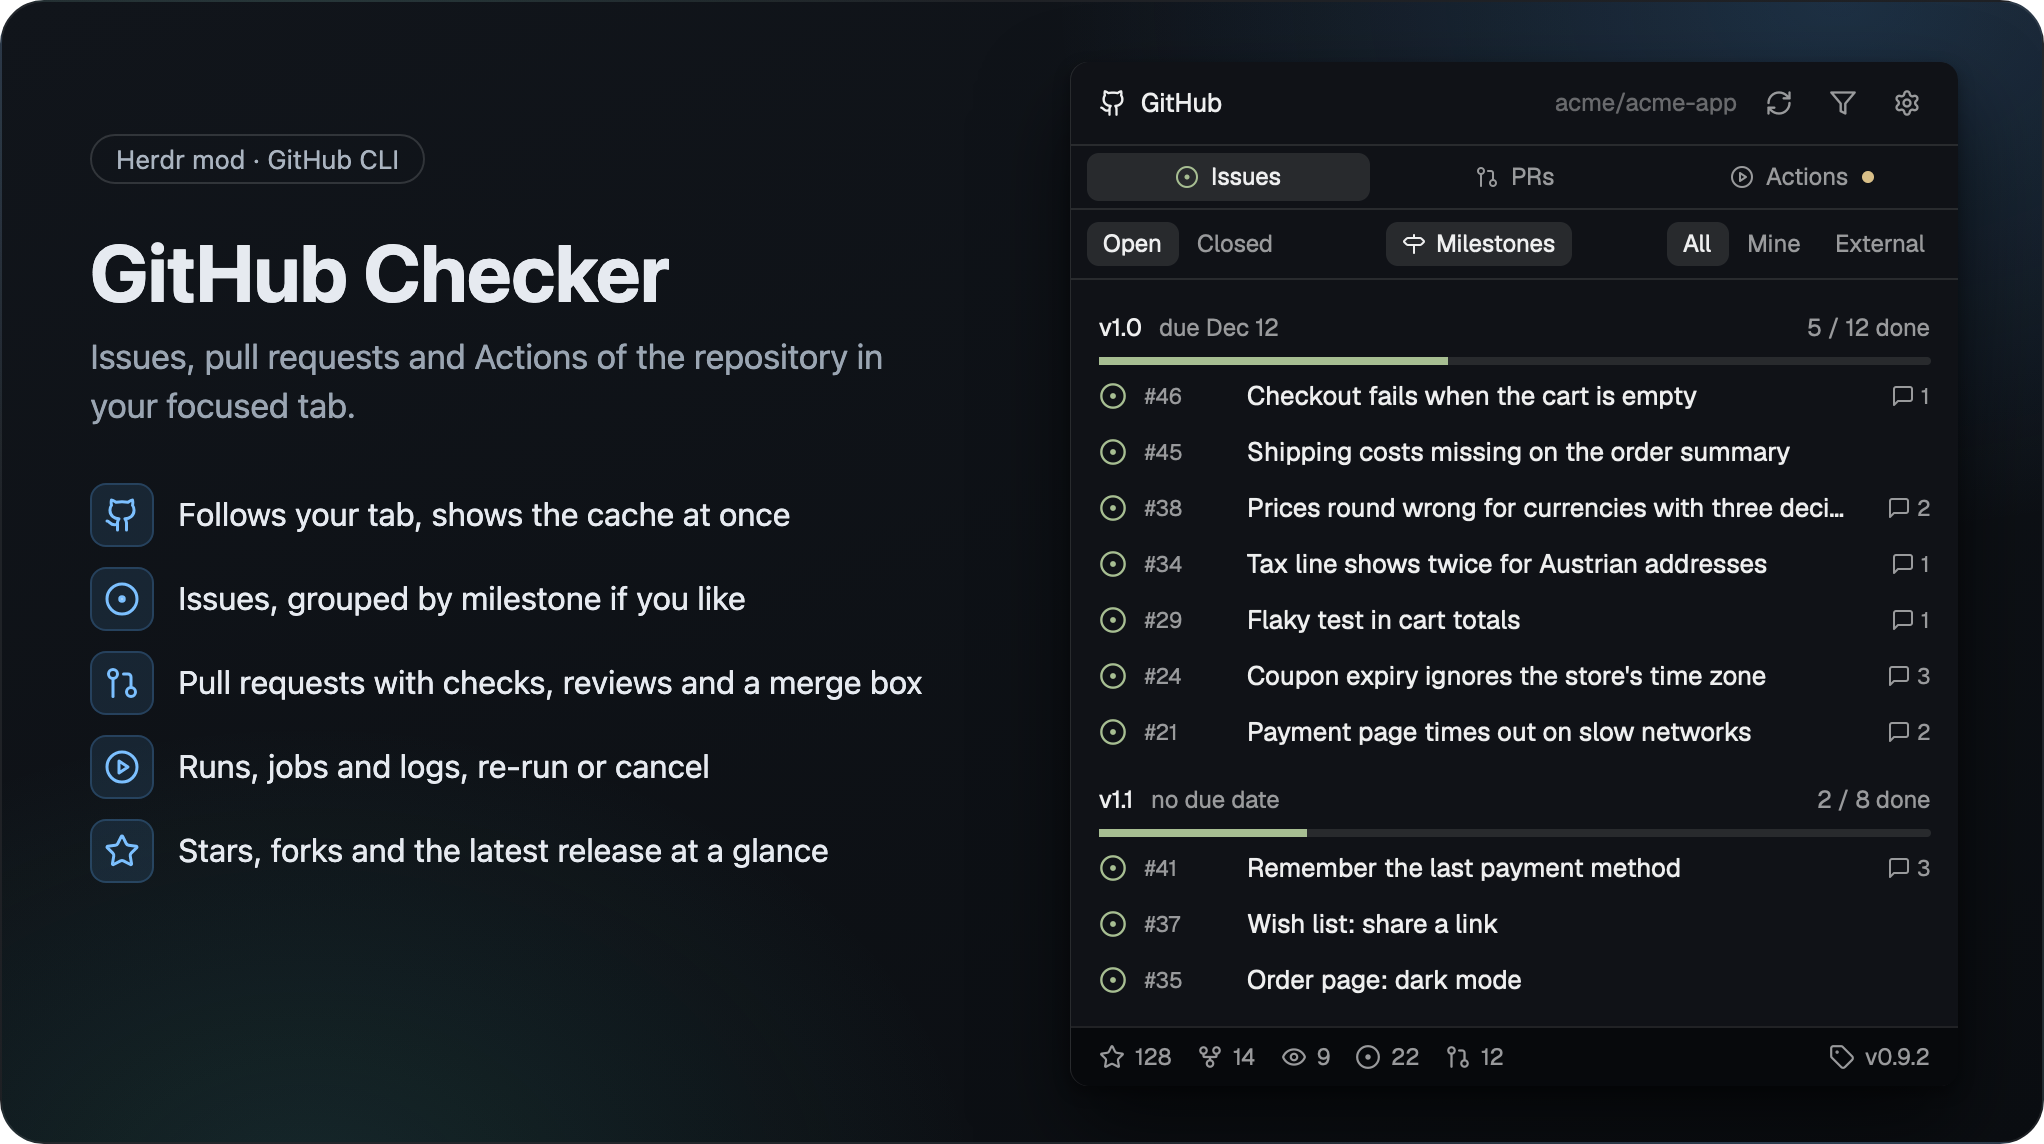 Herdr mod · GitHub CLI
GitHub Checker
Issues, pull requests and Actions of the repository in
your focused tab.
Follows your tab, shows the cache at once
Issues, grouped by milestone if you like
Pull requests with checks, reviews and a merge box
Runs, jobs and logs, re-run or cancel
Stars, forks and the latest release at a glance
GitHub acme/acme-app
Issues PRs Actions
Open Closed Milestones All Mine External
v1.0 due Dec 12 5 / 12 done
#46 Checkout fails when the cart is empty 1
#45 Shipping costs missing on the order summary
#38 Prices round wrong for currencies with three deci... 2
#34 Tax line shows twice for Austrian addresses 1
#29 Flaky test in cart totals 1
#24 Coupon expiry ignores the store's time zone 3
#21 Payment page times out on slow networks 2
v1.1 no due date 2 / 8 done
#41 Remember the last payment method 3
#37 Wish list: share a link
#35 Order page: dark mode
128 14 9 22 12 v0.9.2